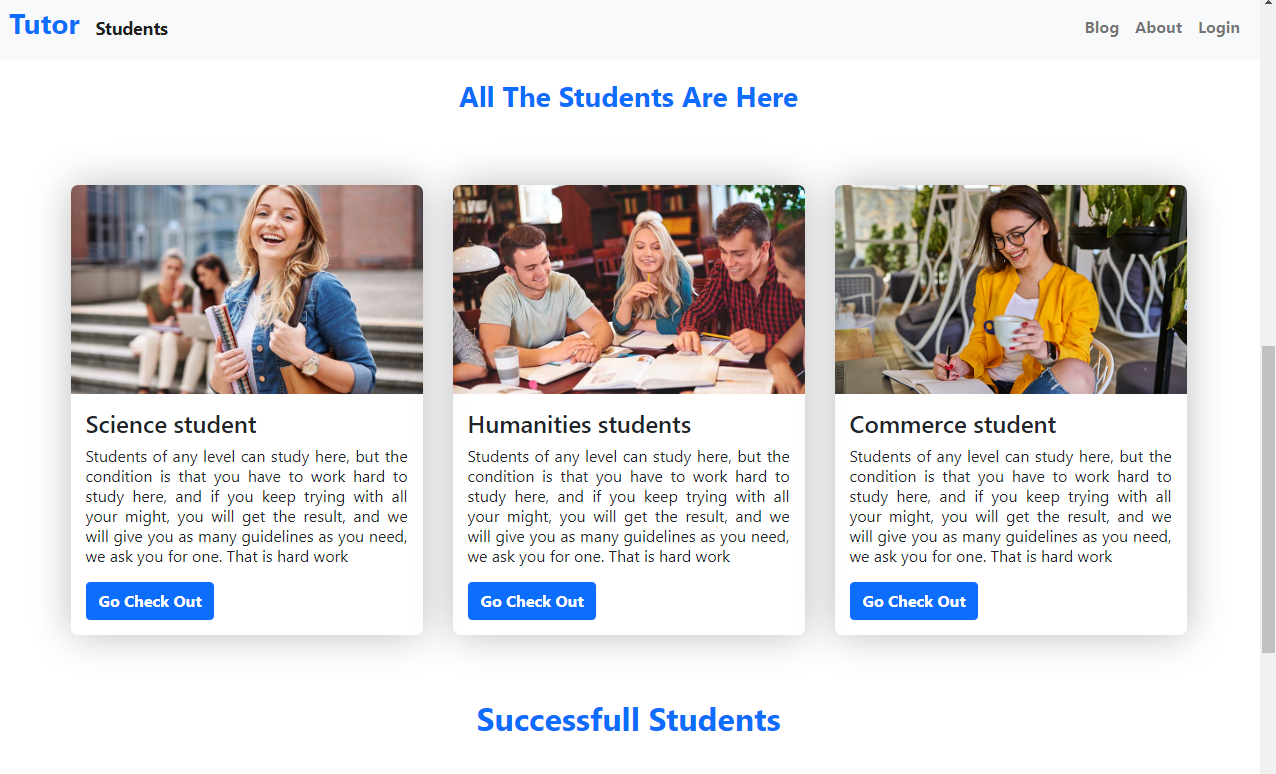 Tutor Students Blog About Login
All The Students Are Here
Science student
Students of any level can study here, but the
condition is that you have to work hard to
study here, and if you keep trying with all
your might, you will get the result, and we
will give you as many guidelines as you need,
we ask you for one. That is hard work
Go Check Out
Humanities students
Students of any level can study here, but the
condition is that you have to work hard to
study here, and if you keep trying with all
your might, you will get the result, and we
will give you as many guidelines as you need,
we ask you for one. That is hard work
Go Check Out
Commerce student
Students of any level can study here, but the
condition is that you have to work hard to
study here, and if you keep trying with all
your might, you will get the result, and we
will give you as many guidelines as you need,
we ask you for one. That is hard work
Go Check Out
Successfull Students